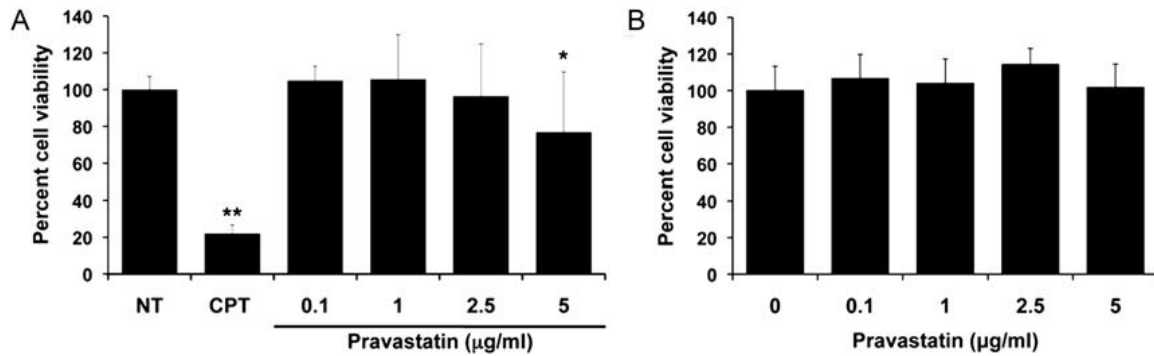 A
B
Percent cell viability
140
120
100
80
60
40
20
0
**
*
NT CPT 0.1 1 2.5 5
Pravastatin (µg/ml)
Percent cell viability
140
120
100
80
60
40
20
0
0 0.1 1 2.5 5
Pravastatin (µg/ml)